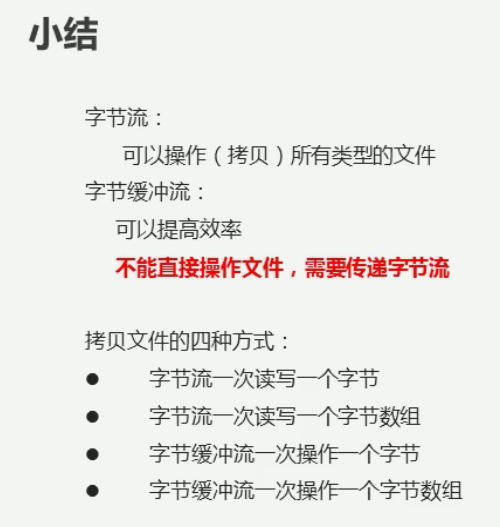 小结
字节流：
可以操作（拷贝）所有类型的文件
字节缓冲流：
可以提高效率
不能直接操作文件，需要传递字节流
拷贝文件的四种方式：
● 字节流一次读写一个字节
● 字节流一次读写一个字节数组
● 字节缓冲流一次操作一个字节
● 字节缓冲流一次操作一个字节数组